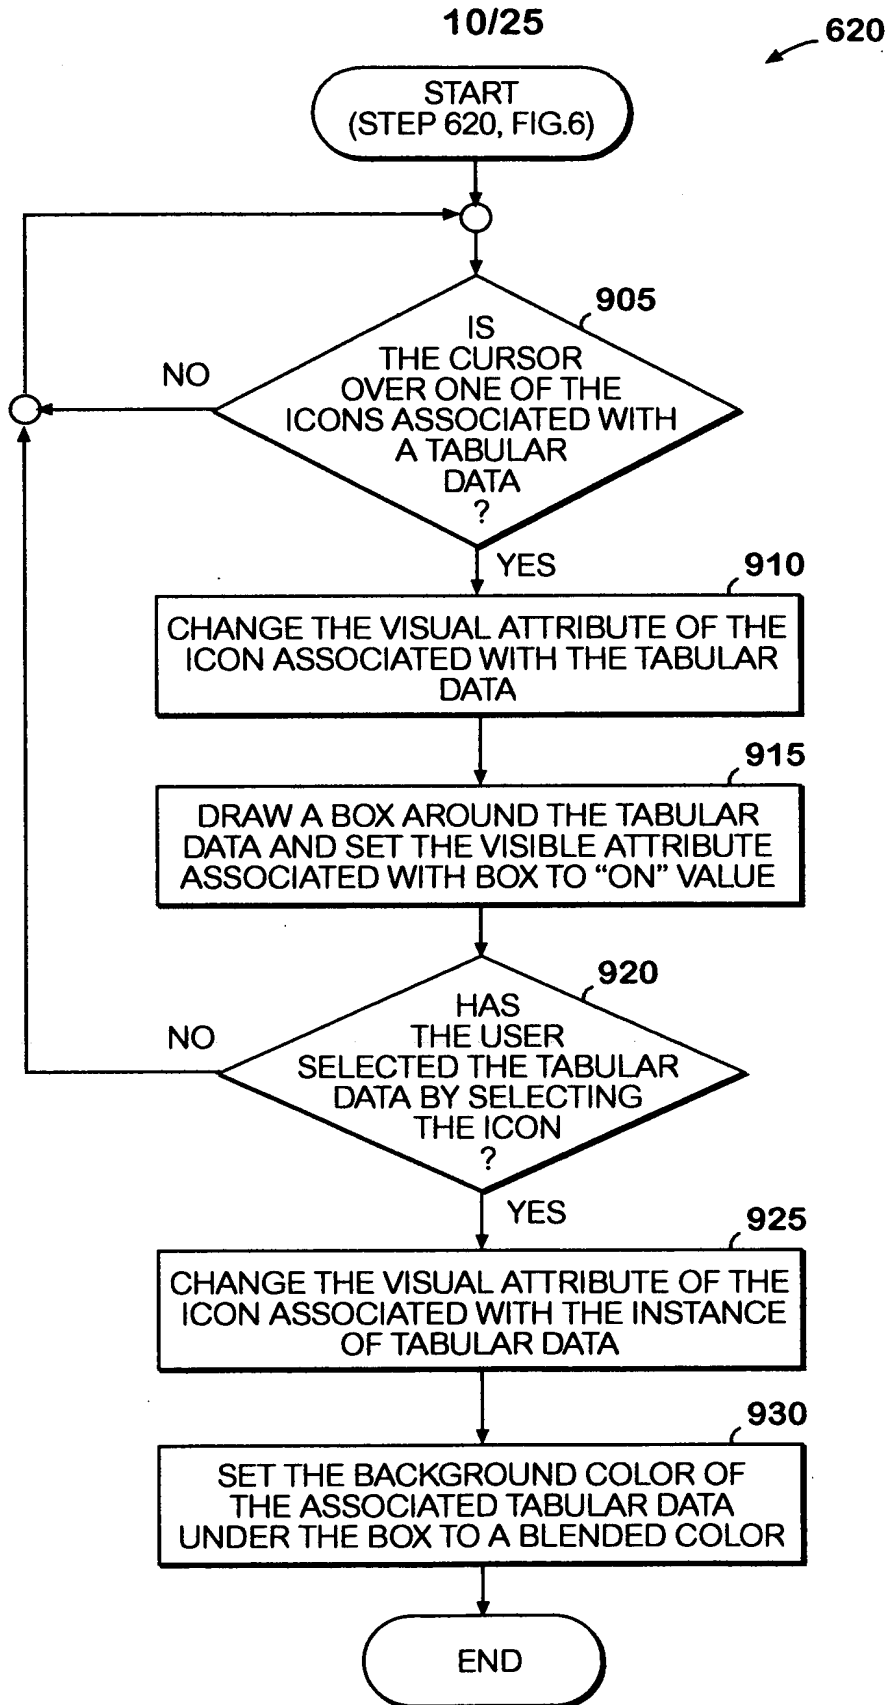 10/25
620
START
(STEP 620, FIG.6)
905
IS
THE CURSOR
OVER ONE OF THE
ICONS ASSOCIATED WITH
A TABULAR
DATA
?
NO
YES
910
CHANGE THE VISUAL ATTRIBUTE OF THE
ICON ASSOCIATED WITH THE TABULAR
DATA
915
DRAW A BOX AROUND THE TABULAR
DATA AND SET THE VISIBLE ATTRIBUTE
ASSOCIATED WITH BOX TO “ON” VALUE
920
HAS
THE USER
SELECTED THE TABULAR
DATA BY SELECTING
THE ICON
?
NO
YES
925
CHANGE THE VISUAL ATTRIBUTE OF THE
ICON ASSOCIATED WITH THE INSTANCE
OF TABULAR DATA
930
SET THE BACKGROUND COLOR OF
THE ASSOCIATED TABULAR DATA
UNDER THE BOX TO A BLENDED COLOR
END